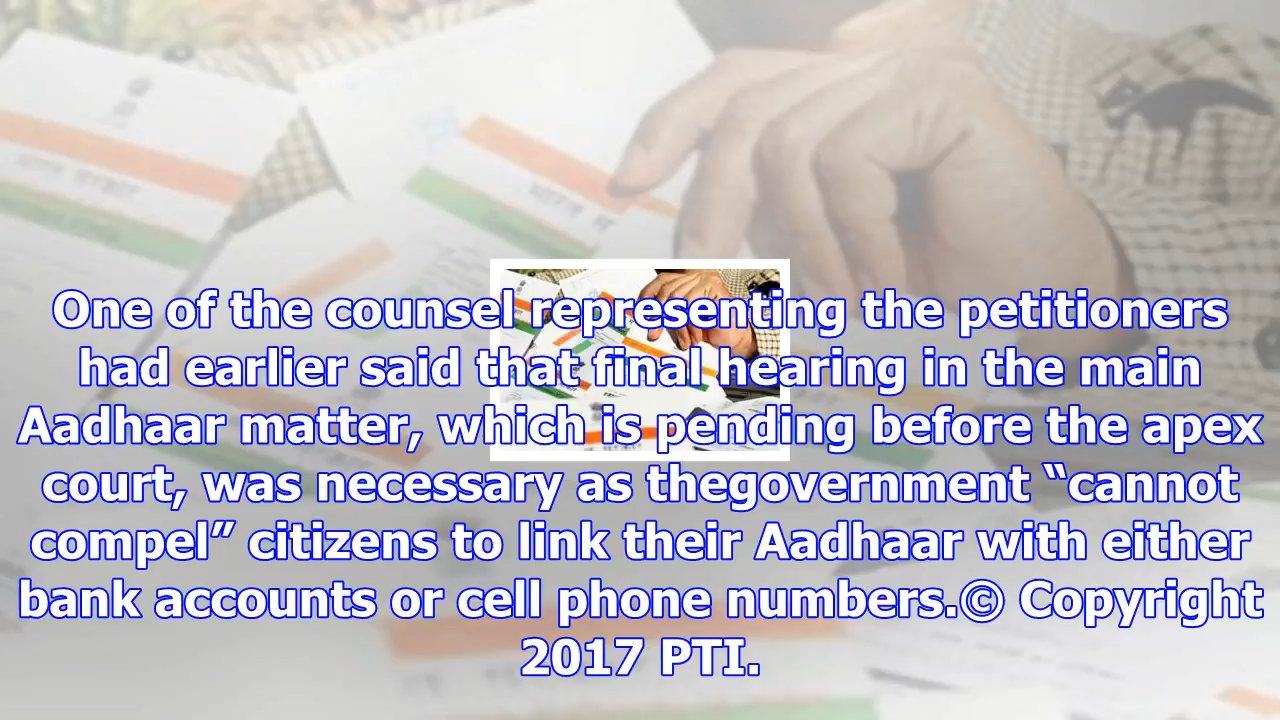 One of the counsel representing the petitioners
had earlier said that final hearing in the main
Aadhaar matter, which is pending before the apex
court, was necessary as thegovernment “cannot
compel” citizens to link their Aadhaar with either
bank accounts or cell phone numbers.© Copyright
2017 PTI.